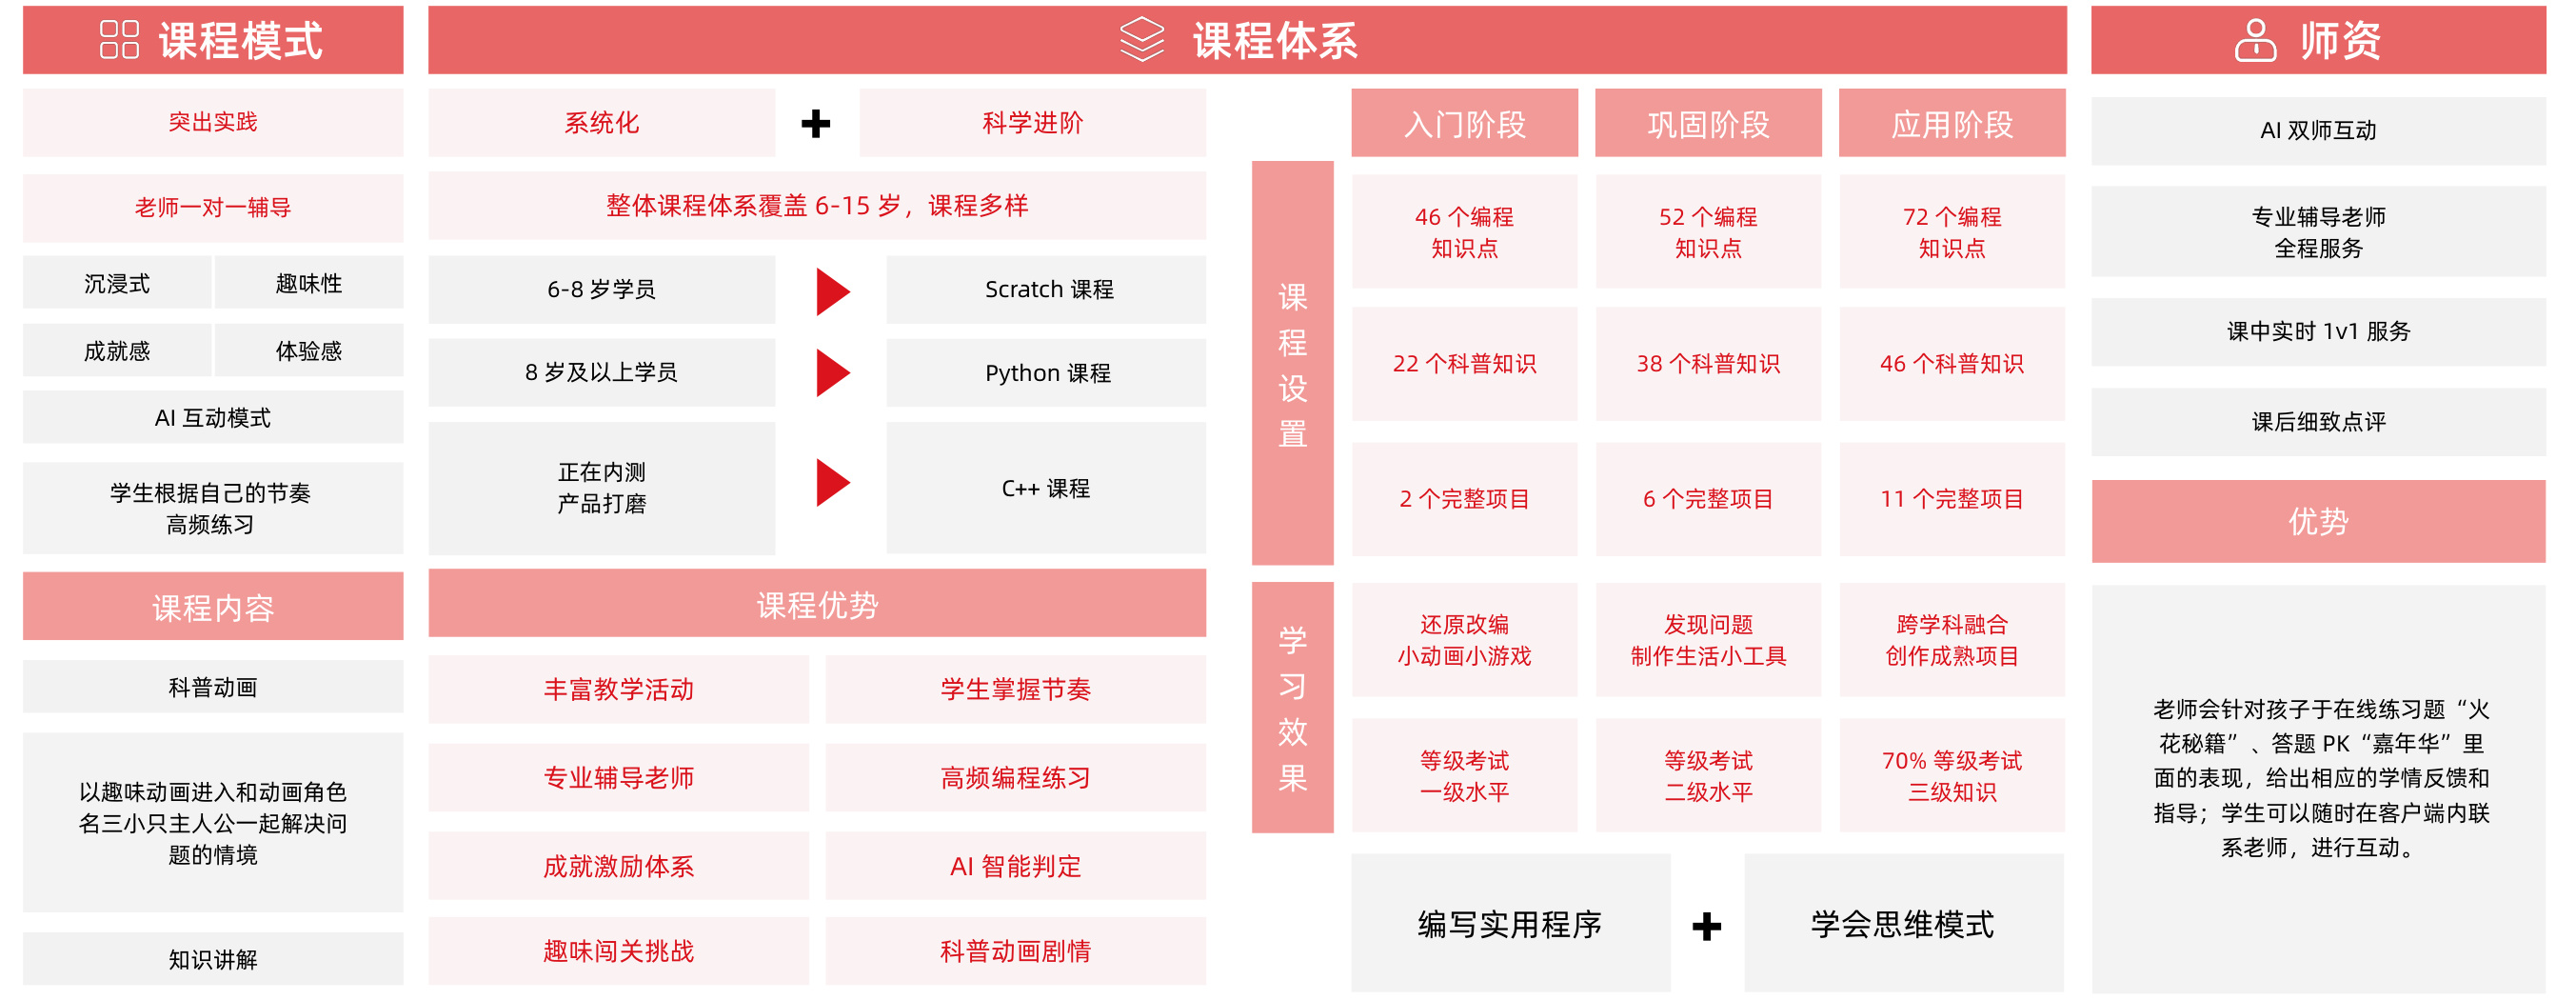 课程模式
突出实践
老师一对一辅导
沉浸式
趣味性
成就感
体验感
AI 互动模式
学生根据自己的节奏
高频练习
课程内容
科普动画
以趣味动画进入和动画角色
名三小只主人公一起解决问
题的情境
知识讲解
课程体系
系统化
+
科学进阶
整体课程体系覆盖 6-15 岁，课程多样
6-8 岁学员
Scratch 课程
8 岁及以上学员
Python 课程
正在内测
产品打磨
C++ 课程
课程优势
丰富教学活动
学生掌握节奏
专业辅导老师
高频编程练习
成就激励体系
AI 智能判定
趣味闯关挑战
科普动画剧情
入门阶段
巩固阶段
应用阶段
课程设置
46 个编程
知识点
52 个编程
知识点
72 个编程
知识点
22 个科普知识
38 个科普知识
46 个科普知识
2 个完整项目
6 个完整项目
11 个完整项目
学习效果
还原改编
小动画小游戏
发现问题
制作生活小工具
跨学科融合
创作成熟项目
等级考试
一级水平
等级考试
二级水平
70% 等级考试
三级知识
编写实用程序
+
学会思维模式
师资
AI 双师互动
专业辅导老师
全程服务
课中实时 1v1 服务
课后细致点评
优势
老师会针对孩子于在线练习题“火
花秘籍”、答题 PK“嘉年华”里
面的表现，给出相应的学情反馈和
指导；学生可以随时在客户端内联
系老师，进行互动。